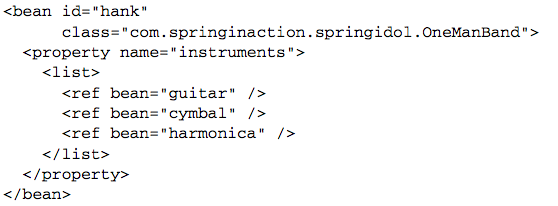 <bean id="hank"
      class="com.springinaction.springidol.OneManBand">
  <property name="instruments">
    <list>
      <ref bean="guitar" />
      <ref bean="cymbal" />
      <ref bean="harmonica" />
    </list>
  </property>
</bean>